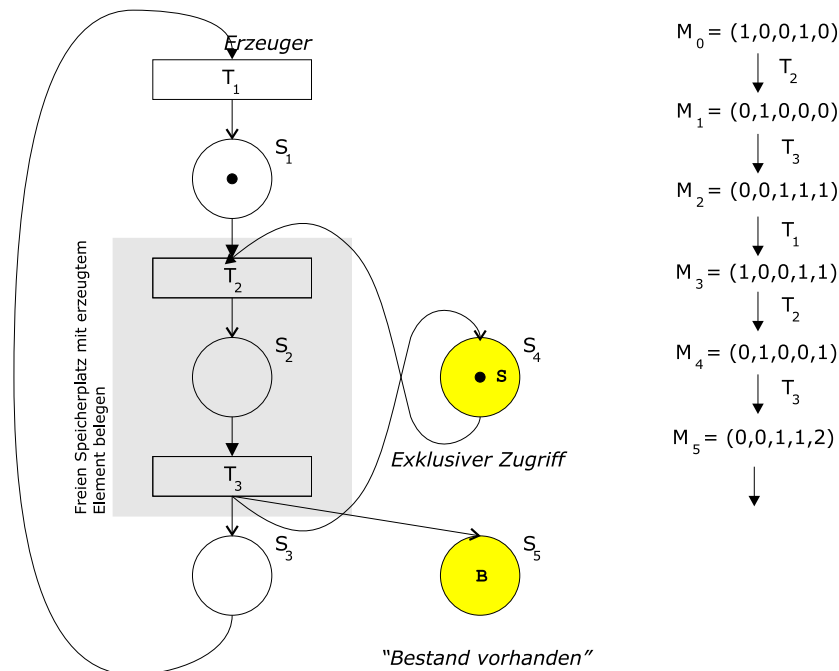 Erzeuger
T1
S1
T2
S2
T3
S3
Freien Speicherplatz mit erzeugtem
Element belegen
S4
S
Exklusiver Zugriff
S5
B
"Bestand vorhanden"
M0 = (1,0,0,1,0)
T2
M1 = (0,1,0,0,0)
T3
M2 = (0,0,1,1,1)
T1
M3 = (1,0,0,1,1)
T2
M4 = (0,1,0,0,1)
T3
M5 = (0,0,1,1,2)